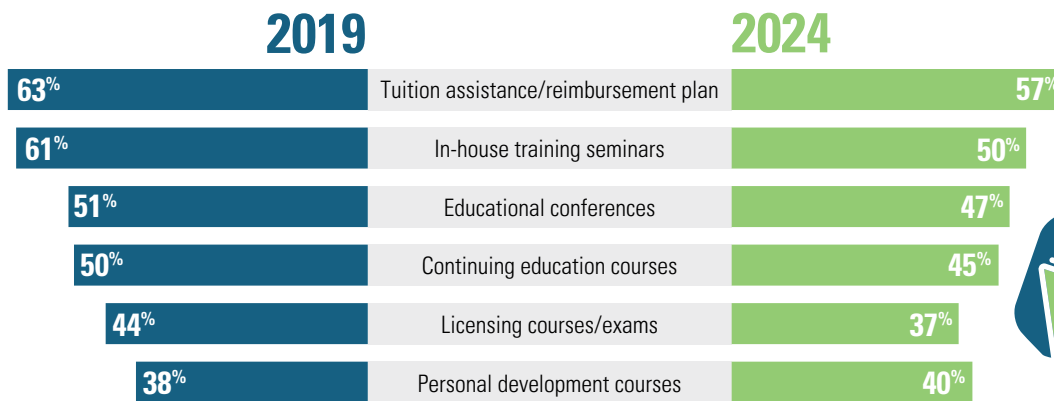 2019 2024
63% Tuition assistance/reimbursement plan 57%
61% In-house training seminars 50%
51% Educational conferences 47%
50% Continuing education courses 45%
44% Licensing courses/exams 37%
38% Personal development courses 40%